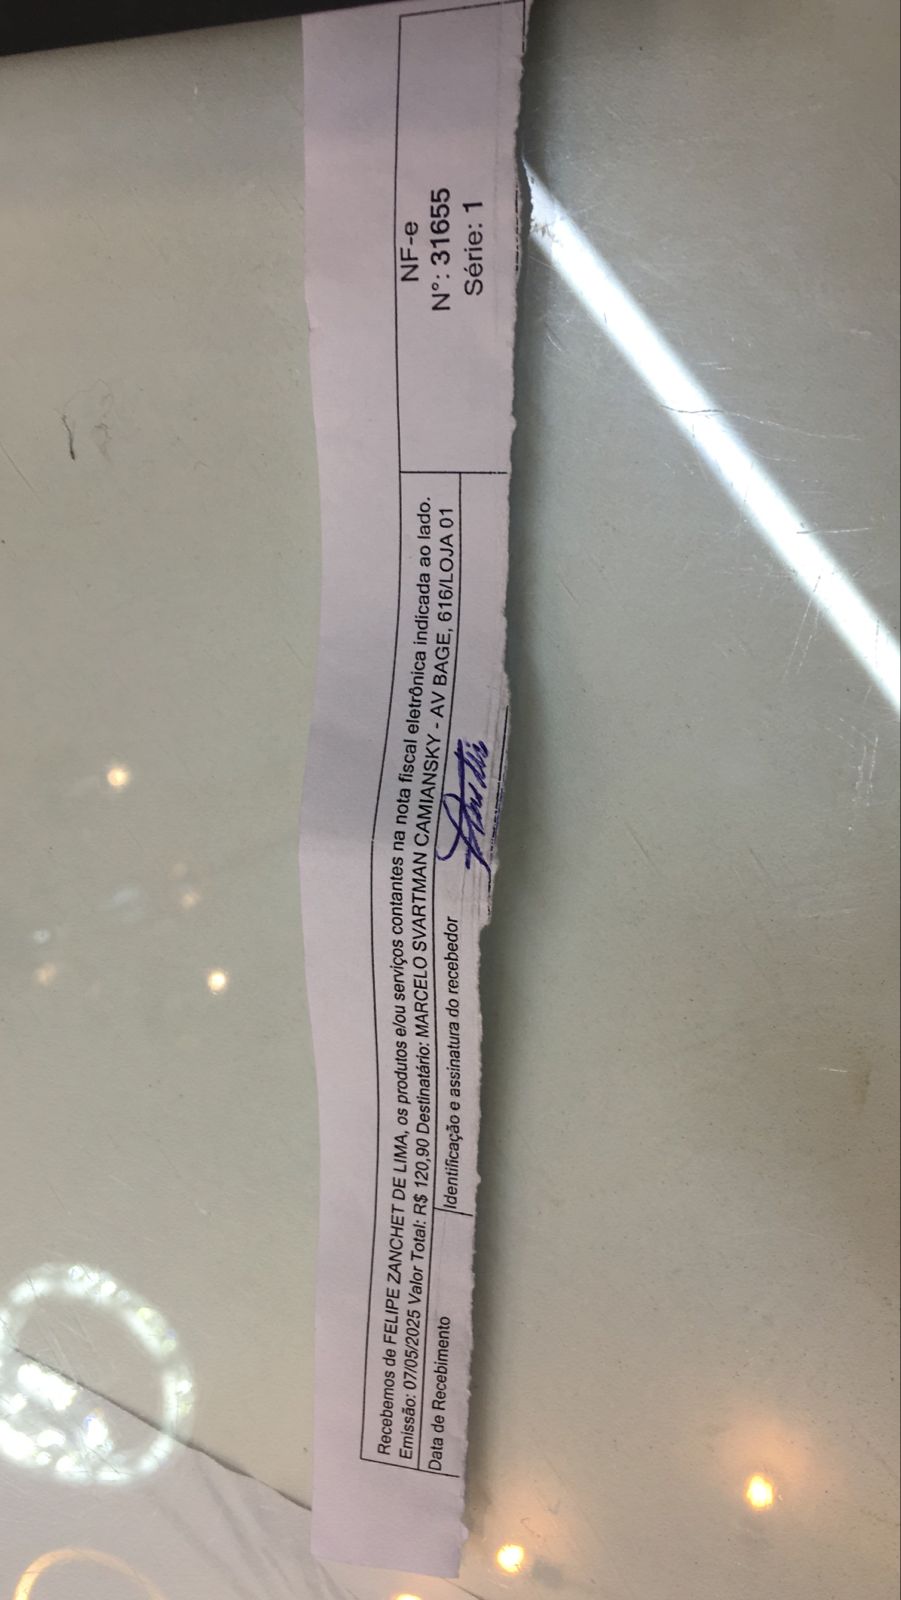 Recebemos de FELIPE ZANCHET DE LIMA, os produtos e/ou serviços contantes na nota fiscal eletrônica indicada ao lado.
Emissão: 07/05/2025 Valor Total: R$ 120,90 Destinatário: MARCELO SVARTMAN CAMIANSKY - AV BAGE, 616/LOJA 01
Data de Recebimento
Identificação e assinatura do recebedor
NF-e
N°: 31655
Série: 1